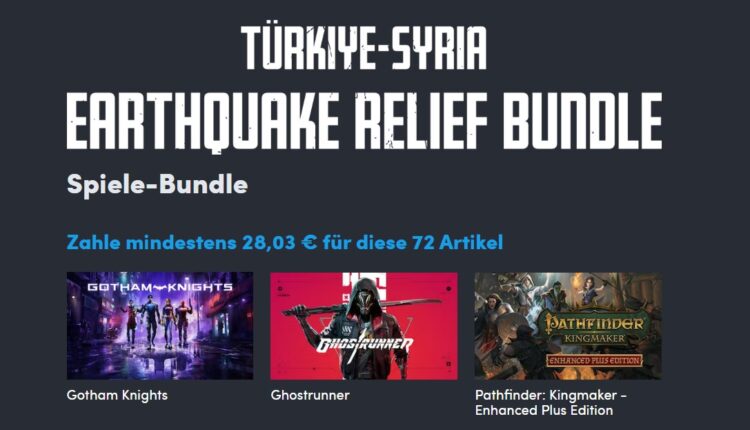 TÜRKIYE-SYRIA
EARTHQUAKE RELIEF BUNDLE
Spiele-Bundle
Zahle mindestens 28,03 € für diese 72 Artikel
GOTHAM KNIGHTS
GHOSTRUNNER
PATHFINDER
KINGMAKER
ENHANCED PLUS EDITION
Gotham Knights
Ghostrunner
Pathfinder: Kingmaker -
Enhanced Plus Edition